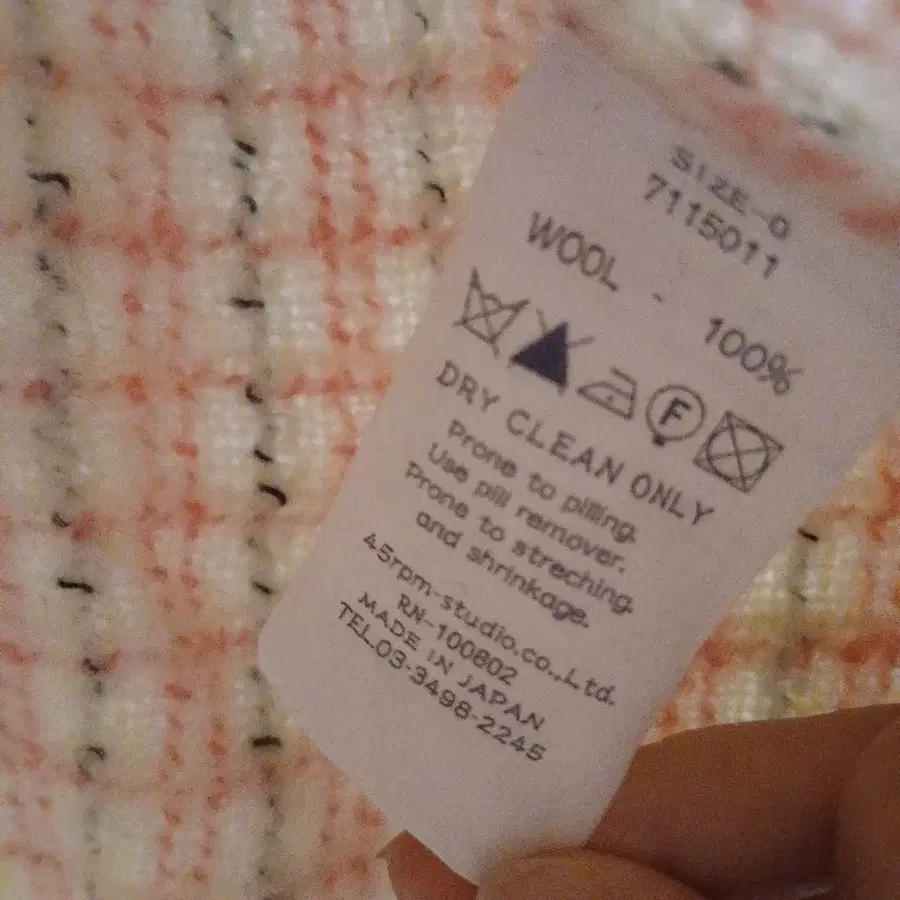 SIZE-0
7115011
WOOL - 100%
F
DRY CLEAN ONLY
Prone to pilling.
Use pill remover.
Prone to streching.
and shrinkage.
45rpm-studio.co.,Ltd.
RN-100802
MADE IN JAPAN
TEL.03-3498-2245